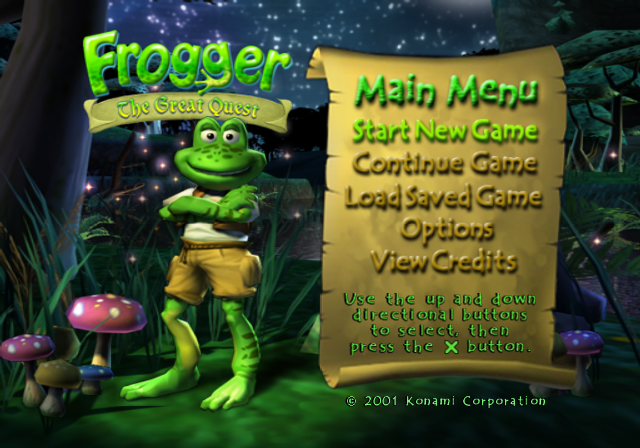 Frogger
The Great Quest
Main Menu
Start New Game
Continue Game
Load Saved Game
Options
View Credits
Use the up and down
directional buttons
to select, then
press the X button.
© 2001 Konami Corporation